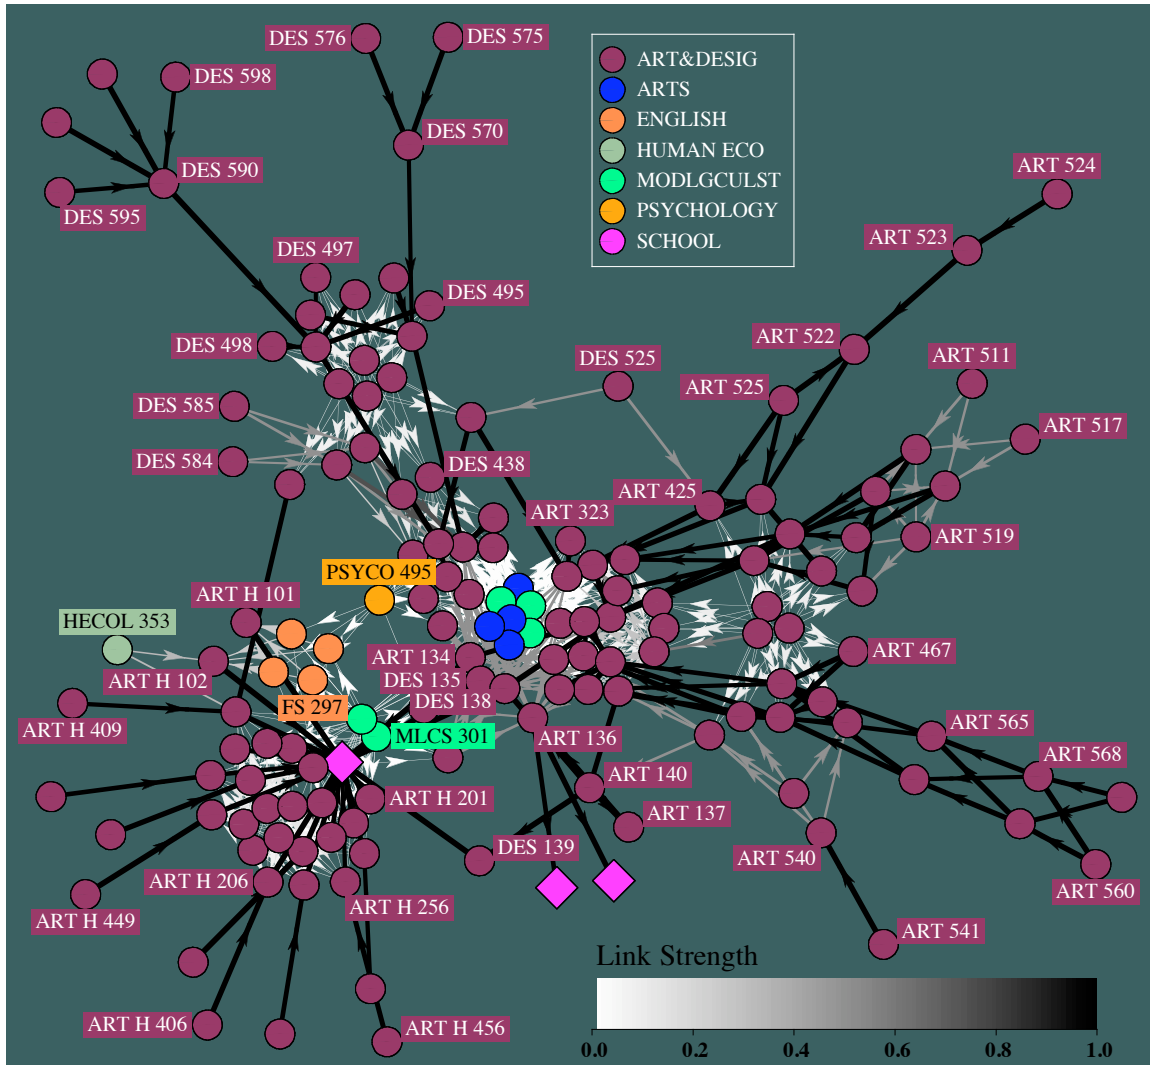 DES 576
DES 575
DES 598
DES 570
DES 590
DES 595
ART&DESIG
ARTS
ENGLISH
HUMAN ECO
MODLGCULST
PSYCHOLOGY
SCHOOL
ART 524
ART 523
DES 497
DES 495
DES 498
ART 522
DES 525
ART 511
ART 525
DES 585
ART 517
DES 584
DES 438
ART 425
ART 323
ART 519
PSYCO 495
ART H 101
HECOL 353
ART 134
ART 467
ART H 102
DES 135
DES 138
FS 297
ART H 409
MLCS 301
ART 136
ART 565
ART 568
ART 140
ART H 201
ART 137
DES 139
ART 540
ART H 206
ART 560
ART H 256
ART H 449
ART 541
Link Strength
ART H 406
ART H 456
0.0
0.2
0.4
0.6
0.8
1.0